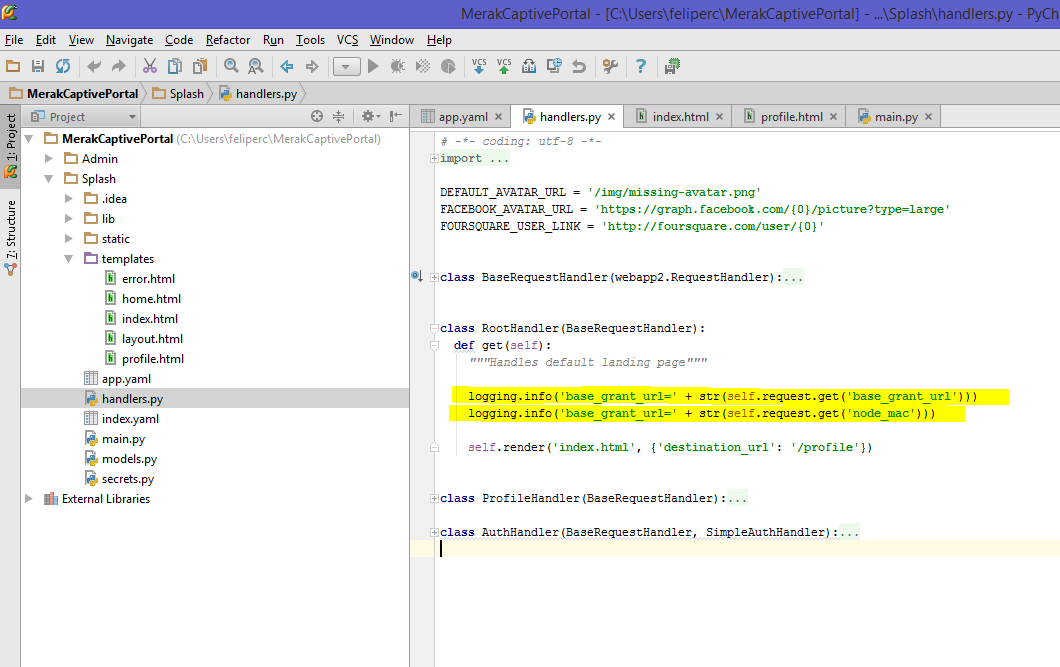 MerakCaptivePortal - [C:\Users\feliperc\MerakCaptivePortal] - ...\Splash\handlers.py - PyCh
File Edit View Navigate Code Refactor Run Tools VCS Window Help
VCS VCS
MerakCaptivePortal Splash handlers.py
1: Project
7: Structure
Project
MerakCaptivePortal (C:\Users\feliperc\MerakCaptivePortal)
Admin
Splash
.idea
lib
static
templates
error.html
home.html
index.html
layout.html
profile.html
app.yaml
handlers.py
index.yaml
main.py
models.py
secrets.py
External Libraries
app.yaml handlers.py index.html profile.html main.py
# -*- coding: utf-8 -*-
import ...
DEFAULT_AVATAR_URL = '/img/missing-avatar.png'
FACEBOOK_AVATAR_URL = 'https://graph.facebook.com/{0}/picture?type=large'
FOURSQUARE_USER_LINK = 'http://foursquare.com/user/{0}'
class BaseRequestHandler(webapp2.RequestHandler):...
class RootHandler(BaseRequestHandler):
def get(self):
"""Handles default landing page"""
logging.info('base_grant_url=' + str(self.request.get('base_grant_url')))
logging.info('base_grant_url=' + str(self.request.get('node_mac')))
self.render('index.html', {'destination_url': '/profile'})
class ProfileHandler(BaseRequestHandler):...
class AuthHandler(BaseRequestHandler, SimpleAuthHandler):...